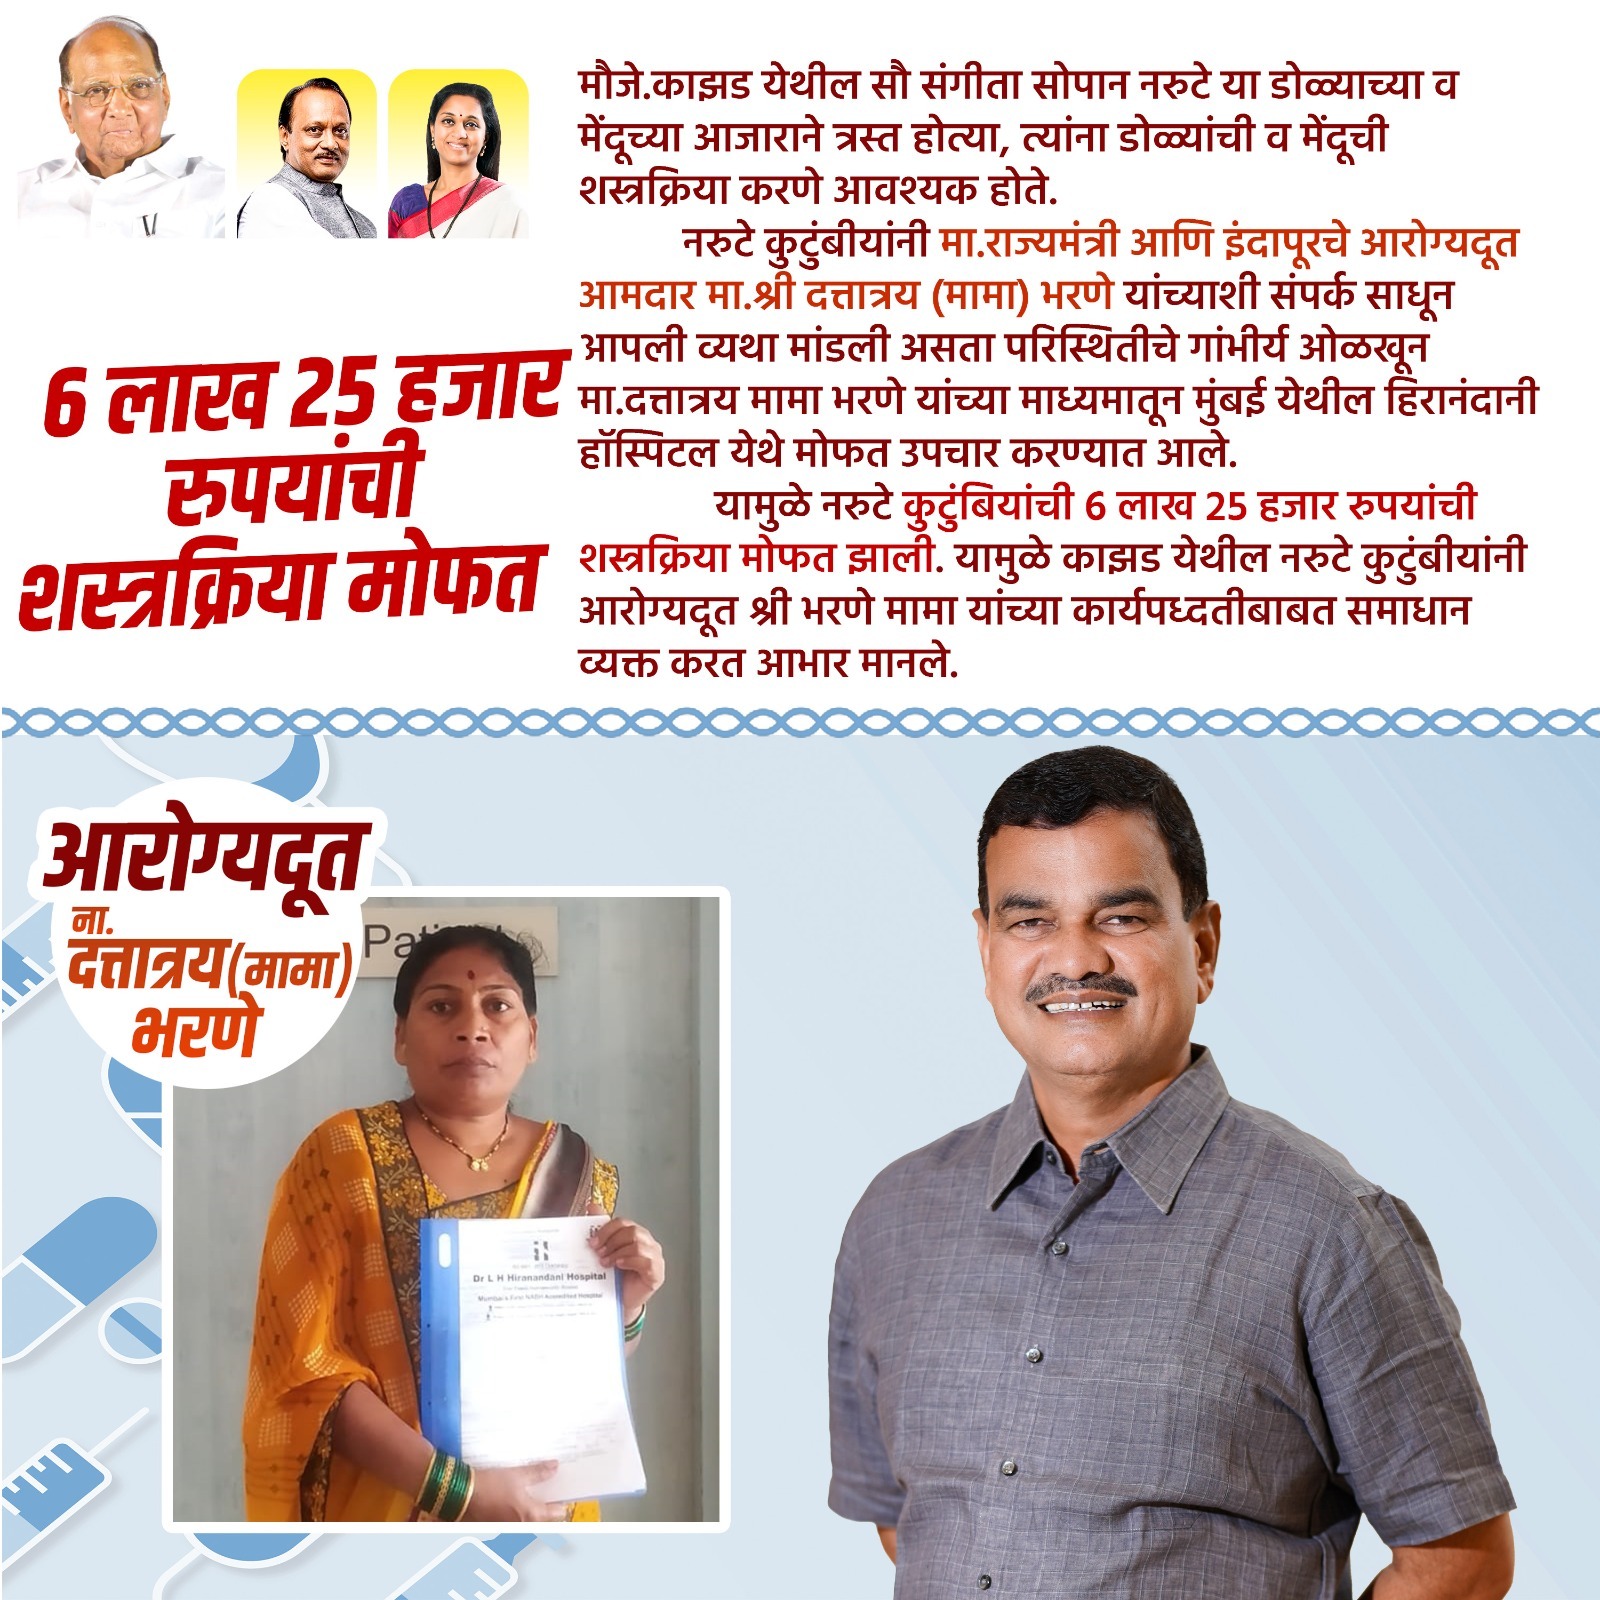 मौजे.काझड येथील सौ संगीता सोपान नरुटे या डोळ्याच्या व
मेंदूच्या आजाराने त्रस्त होत्या, त्यांना डोळ्यांची व मेंदूची
शस्त्रक्रिया करणे आवश्यक होते.
नरुटे कुटुंबीयांनी मा.राज्यमंत्री आणि इंदापूरचे आरोग्यदूत
आमदार मा.श्री दत्तात्रय (मामा) भरणे यांच्याशी संपर्क साधून
आपली व्यथा मांडली असता परिस्थितीचे गांभीर्य ओळखून
मा.दत्तात्रय मामा भरणे यांच्या माध्यमातून मुंबई येथील हिरानंदानी
हॉस्पिटल येथे मोफत उपचार करण्यात आले.
यामुळे नरुटे कुटुंबियांची 6 लाख 25 हजार रुपयांची
शस्त्रक्रिया मोफत झाली. यामुळे काझड येथील नरुटे कुटुंबीयांनी
आरोग्यदूत श्री भरणे मामा यांच्या कार्यपध्दतीबाबत समाधान
व्यक्त करत आभार मानले.
6 लाख 25 हजार
रुपयांची
शस्त्रक्रिया मोफत
आरोग्यदूत
ना.
दत्तात्रय(मामा)
भरणे
Dr L H Hiranandani Hospital
Mumbai's First NABH Accredited Hospital